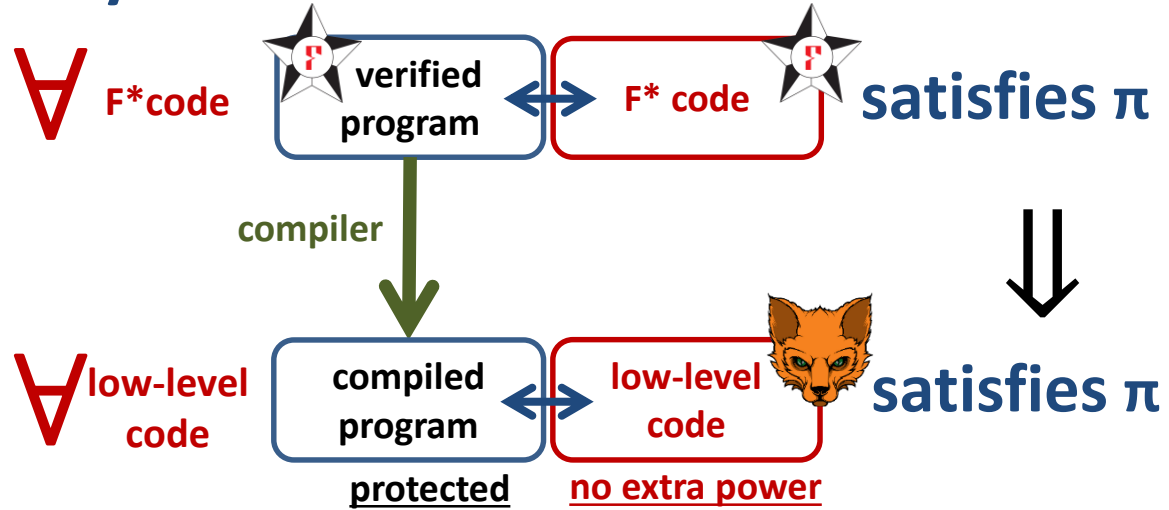 ∀ F*code
F verified program
F* code F
satisfies π
compiler
⇓
∀ low-level code
compiled program
low-level code
satisfies π
protected
no extra power